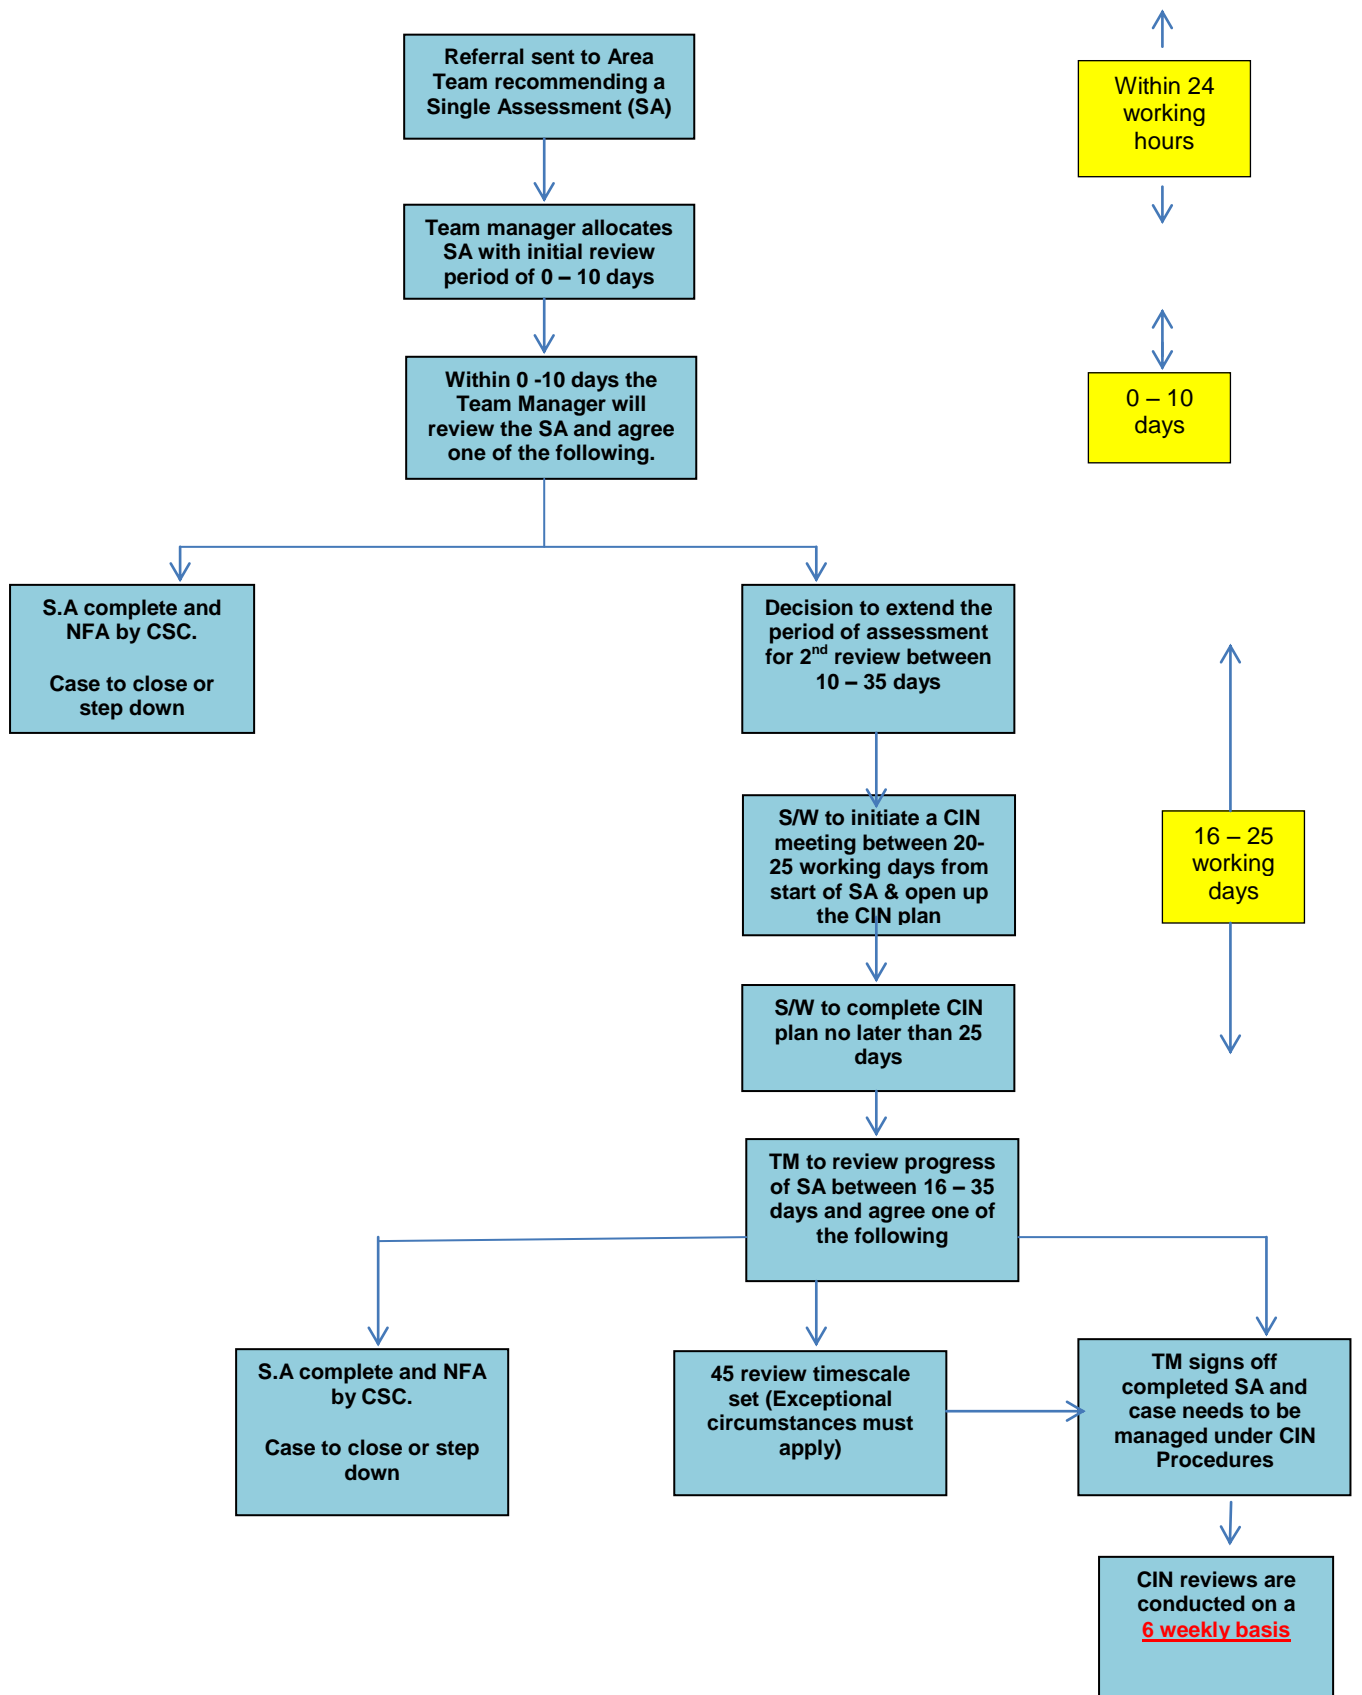 Referral sent to Area
Team recommending a
Single Assessment (SA)
Within 24
working
hours
Team manager allocates
SA with initial review
period of 0 – 10 days
Within 0 -10 days the
Team Manager will
review the SA and agree
one of the following.
0 – 10
days
S.A complete and
NFA by CSC.
Case to close or
step down
Decision to extend the
period of assessment
for 2nd review between
10 – 35 days
S/W to initiate a CIN
meeting between 20-
25 working days from
start of SA & open up
the CIN plan
16 – 25
working
days
S/W to complete CIN
plan no later than 25
days
TM to review progress
of SA between 16 – 35
days and agree one of
the following
S.A complete and NFA
by CSC.
Case to close or step
down
45 review timescale
set (Exceptional
circumstances must
apply)
TM signs off
completed SA and
case needs to be
managed under CIN
Procedures
CIN reviews are
conducted on a
6 weekly basis